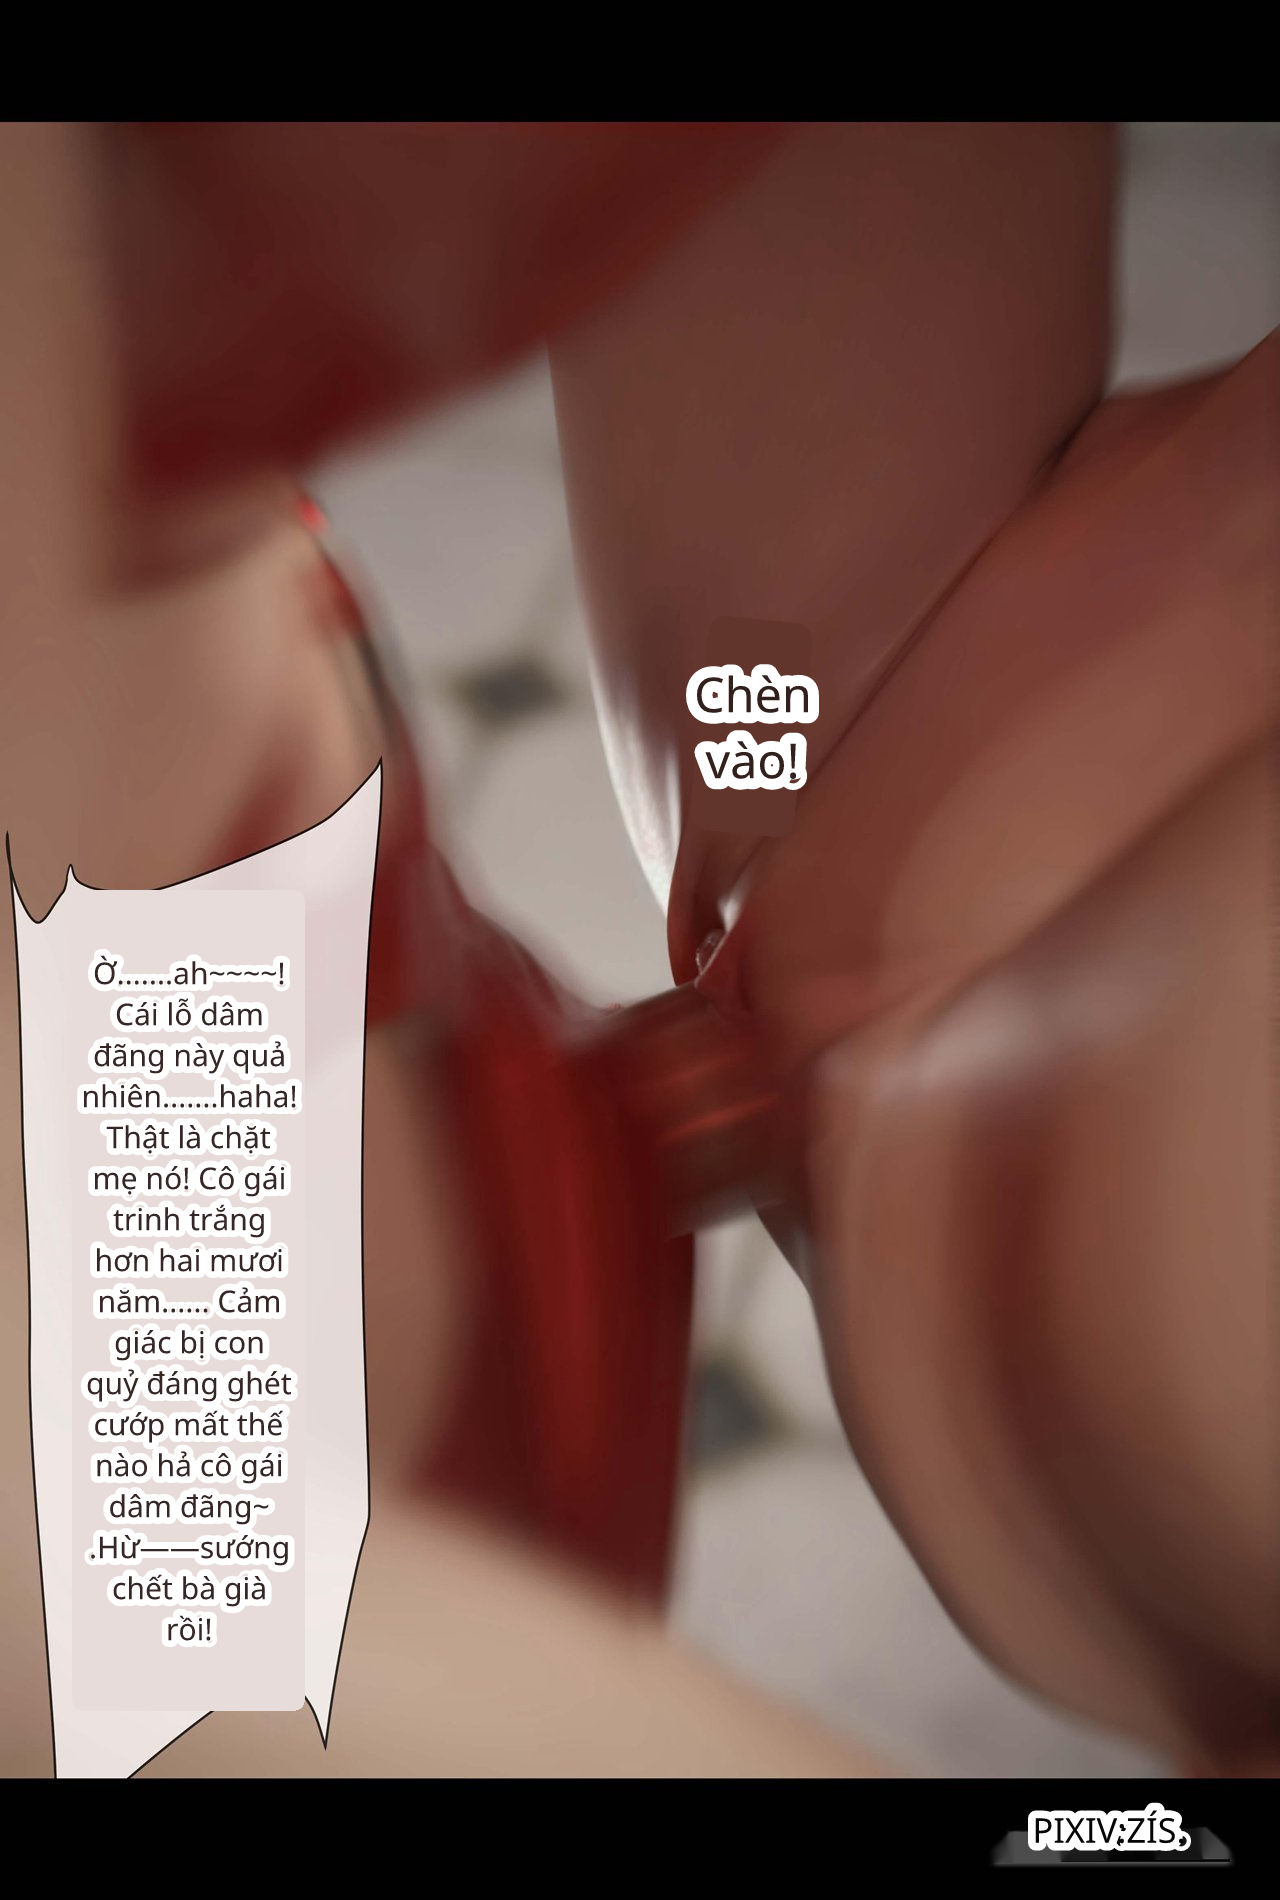 Chèn
vào!
Ờ.......ah~~~~!
Cái lỗ dâm
đãng này quả
nhiên.......haha!
Thật là chặt
mẹ nó! Cô gái
trinh trắng
hơn hai mươi
năm...... Cảm
giác bị con
quỷ đáng ghét
cướp mất thế
nào hả cô gái
dâm đãng~
.Hừ——sướng
chết bà già
rồi!
PIXIV:ZÍS.